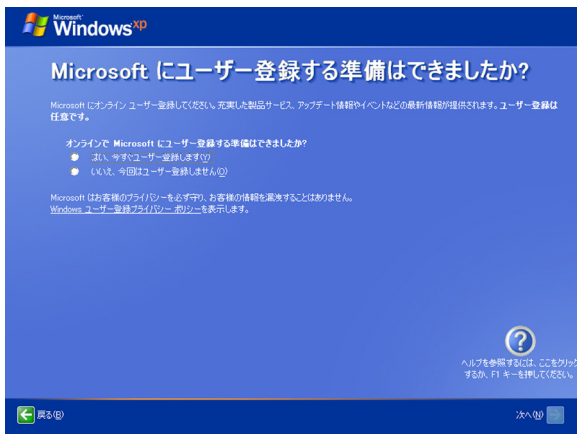 Microsoft
Windows xp
Microsoft にユーザー登録する準備はできましたか?
Microsoft にオンライン ユーザー登録してください。充実した製品サービス、アップデート情報やイベントなどの最新情報が提供されます。ユーザー登録は
任意です。
オンラインで Microsoft にユーザー登録する準備はできましたか?
はい、今すぐユーザー登録します(Y)
いいえ、今回はユーザー登録しません(O)
Microsoft はお客様のプライバシーを必ず守り、お客様の情報を漏洩することはありません。
Windows ユーザー登録プライバシー ポリシーを表示します。
ヘルプを参照するには、ここをクリック
するか、F1 キーを押してください。
戻る(B)
次へ(N)